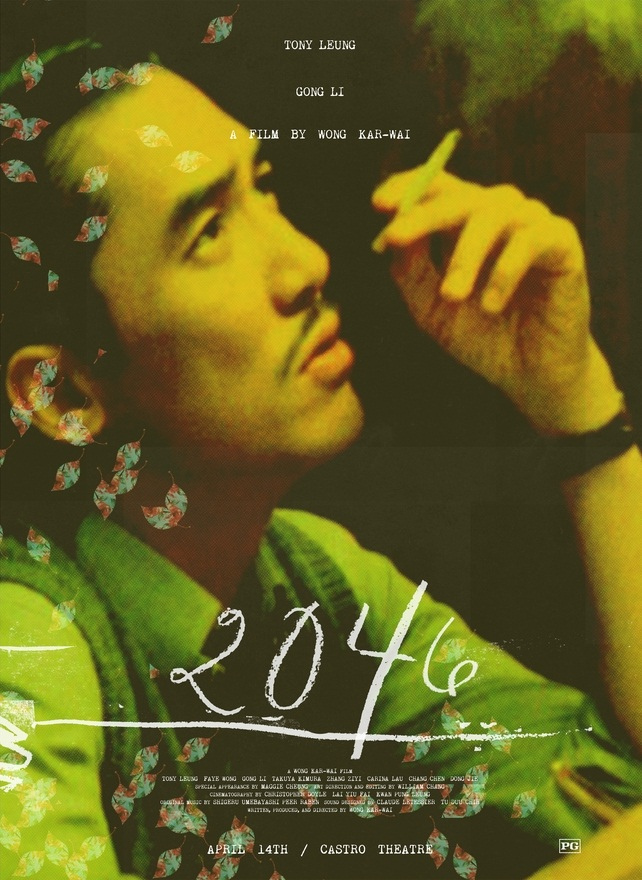 TONY LEUNG
GONG LI
A FILM BY WONG KAR-WAI
2046
A WONG KAR-WAI FILM
TONY LEUNG FAYE WONG GONG LI TAKUYA KIMURA ZHANG ZIYI CARINA LAU CHANG CHEN DONG JIE
SPECIAL APPEARANCE BY MAGGIE CHEUNG ART DIRECTION AND EDITING BY WILLIAM CHANG
CINEMATOGRAPHY BY CHRISTOPHER DOYLE LAI YIU FAI KWAN PUNG LEUNG
ORIGINAL MUSIC BY SHIGERU UMEBAYASHI PEER RABEN SOUND DESIGNED BY CLAUDE LETESSIER TU DUU CHIH
WRITTEN, PRODUCED, AND DIRECTED BY WONG KAR-WAI
APRIL 14TH / CASTRO THEATRE
PG